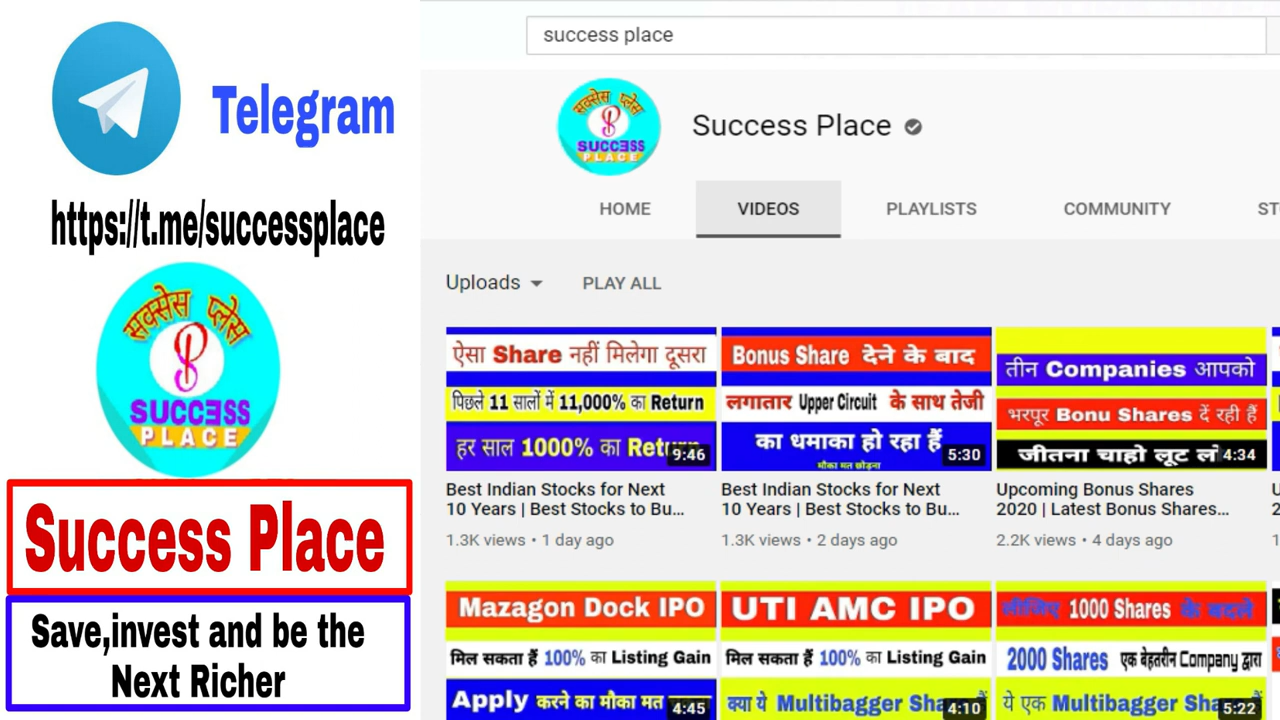 Telegram
https://t.me/successplace
सक्सेस प्लेस
SUCCESS
PLACE
Success Place
Save,invest and be the
Next Richer
success place
सक्सेस प्लेस
SUCCESS
PLACE
Success Place
HOME
VIDEOS
PLAYLISTS
COMMUNITY
Uploads
PLAY ALL
ऐसा Share नहीं मिलेगा दूसरा
पिछले 11 सालों में 11,000% का Return
हर साल 1000% का Return
9:46
Best Indian Stocks for Next
10 Years | Best Stocks to Bu...
1.3K views • 1 day ago
Bonus Share देने के बाद
लगातार Upper Circuit के साथ तेजी
का धमाका हो रहा हैं
मौका मत छोड़ना
5:30
Best Indian Stocks for Next
10 Years | Best Stocks to Bu...
1.3K views • 2 days ago
तीन Companies आपको
भरपूर Bonu Shares दें रही हैं
जीतना चाहो लूट लो
4:34
Upcoming Bonus Shares
2020 | Latest Bonus Shares...
2.2K views • 4 days ago
Mazagon Dock IPO
मिल सकता हैं 100% का Listing Gain
Apply करने का मौका मत
4:45
UTI AMC IPO
मिल सकता हैं 100% का Listing Gain
क्या ये Multibagger Sha
4:10
लीजिए 1000 Shares के बदले
2000 Shares एक बेहतरीन Company द्वारा
ये एक Multibagger Sha
5:22